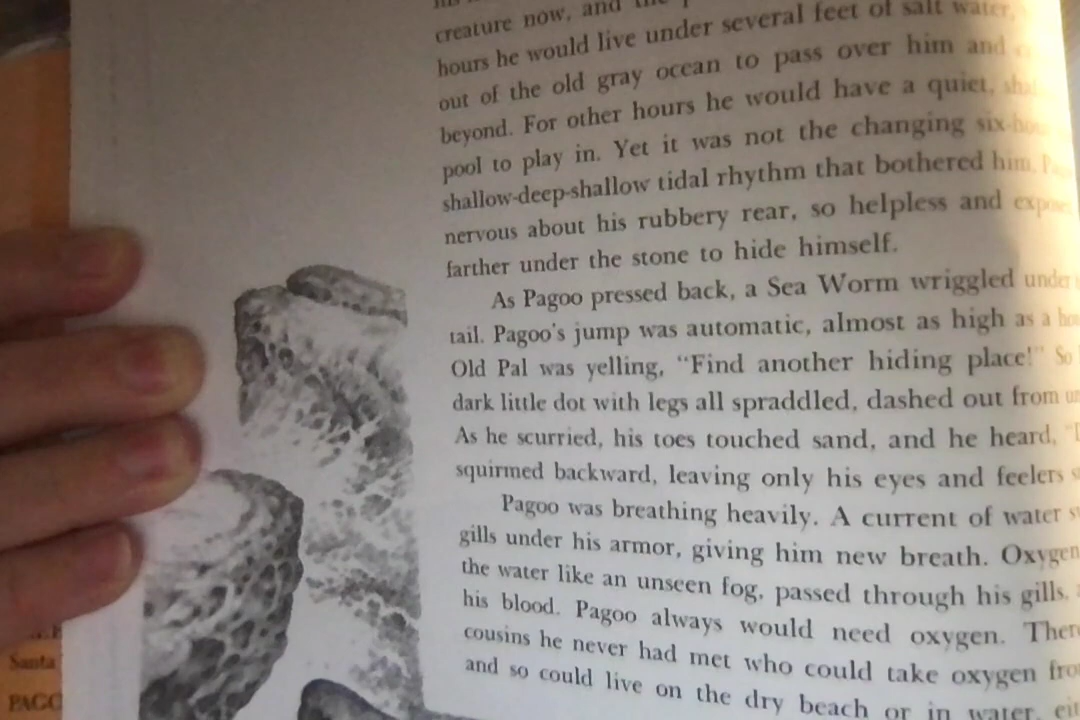 creature now, and the
hours he would live under several feet of salt water,
out of the old gray ocean to pass over him and
beyond. For other hours he would have a quiet,
pool to play in. Yet it was not the changing six-
shallow-deep-shallow tidal rhythm that bothered him.
nervous about his rubbery rear, so helpless and
farther under the stone to hide himself.
As Pagoo pressed back, a Sea Worm wriggled under
tail. Pagoo's jump was automatic, almost as high as a
Old Pal was yelling, "Find another hiding place!" So
dark little dot with legs all spraddled, dashed out from
As he scurried, his toes touched sand, and he heard,
squirmed backward, leaving only his eyes and feelers
Pagoo was breathing heavily. A current of water
gills under his armor, giving him new breath. Oxygen
the water like an unseen fog, passed through his gills,
his blood. Pagoo always would need oxygen.
cousins he never had met who could take oxygen
and so could live on the dry beach or in water,
Santa